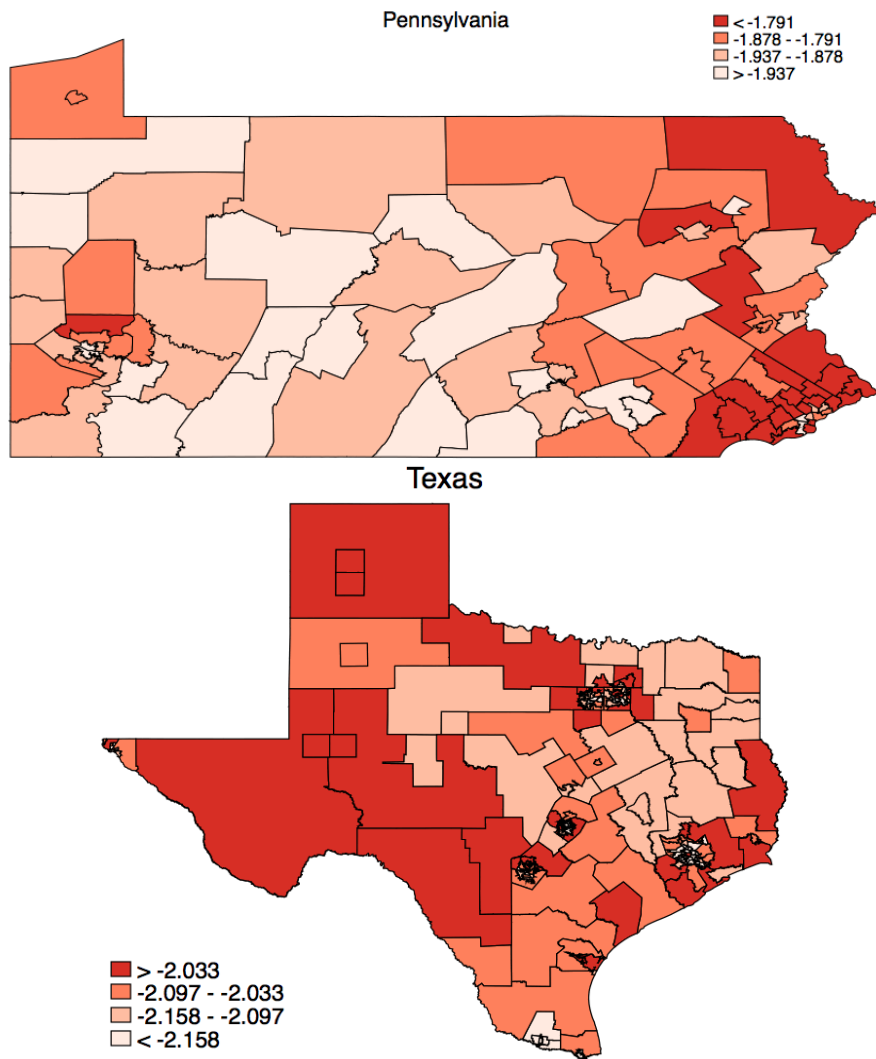 Pennsylvania
< -1.791
-1.878 - -1.791
-1.937 - -1.878
> -1.937
Texas
> -2.033
-2.097 - -2.033
-2.158 - -2.097
< -2.158